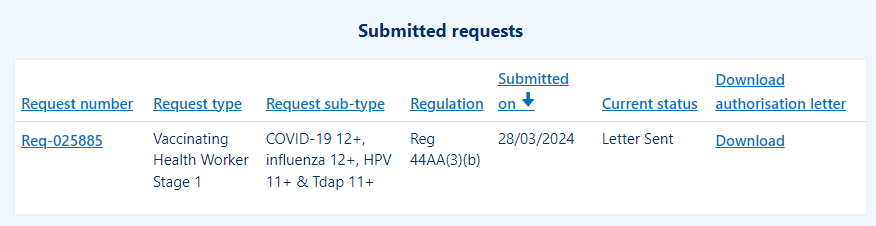 Submitted requests
Request number Request type Request sub-type Regulation Submitted on Current status Download authorisation letter
Req-025885 Vaccinating COVID-19 12+, Reg 28/03/2024 Letter Sent Download
Health Worker influenza 12+, HPV 44AA(3)(b)
Stage 1 11+ & Tdap 11+